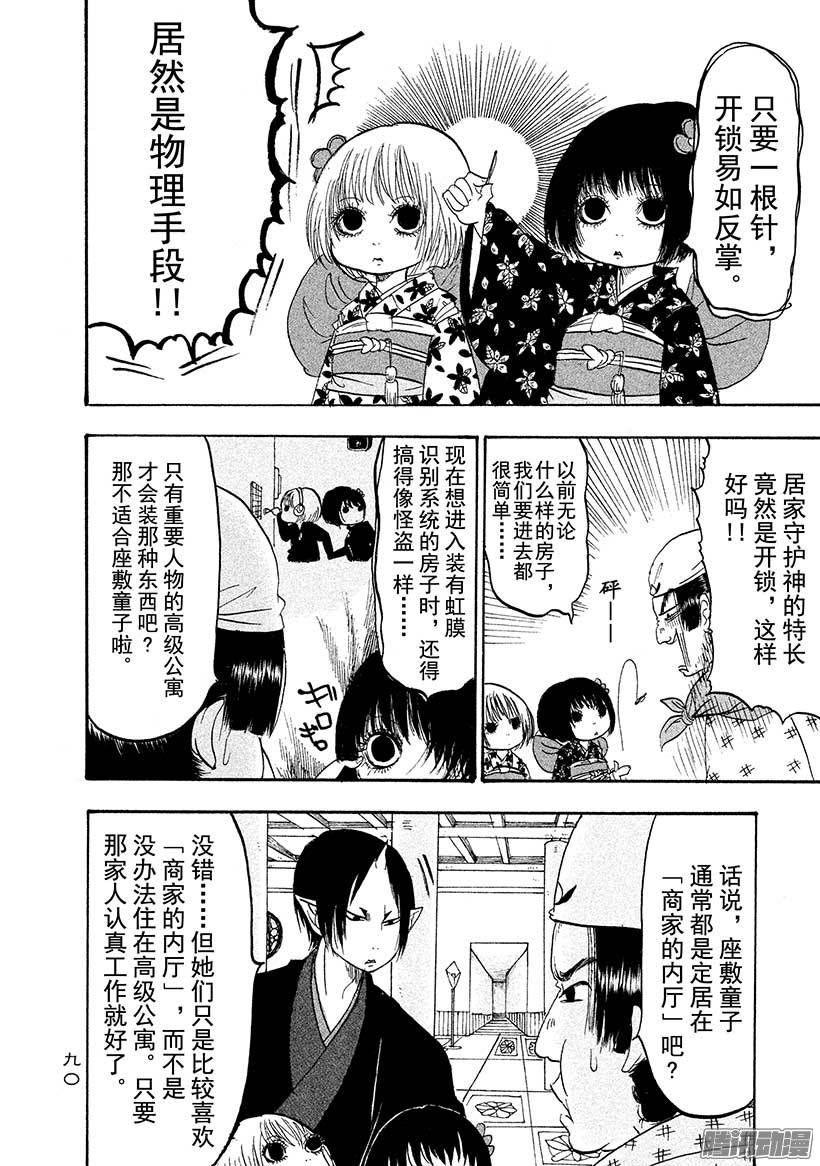 只要一根针，
开锁易如反掌。
居然是物理手段!!
居家守护神的特长
竟然是开锁，这样
好吗!!
砰——
以前无论
什么样的房子，
我们要进去都
很简单……
现在想进入装有虹膜
识别系统的房子时，还得
搞得像怪盗一样……
ギョロッ
只有重要人物的高级公寓
才会装那种东西吧？
那不适合座敷童子啦。
话说，座敷童子
通常都是定居在
「商家的内厅」吧？
没错……但她们只是比较喜欢
「商家的内厅」，而不是
没办法住在高级公寓。只要
那家人认真工作就好了。
九〇
腾讯动漫